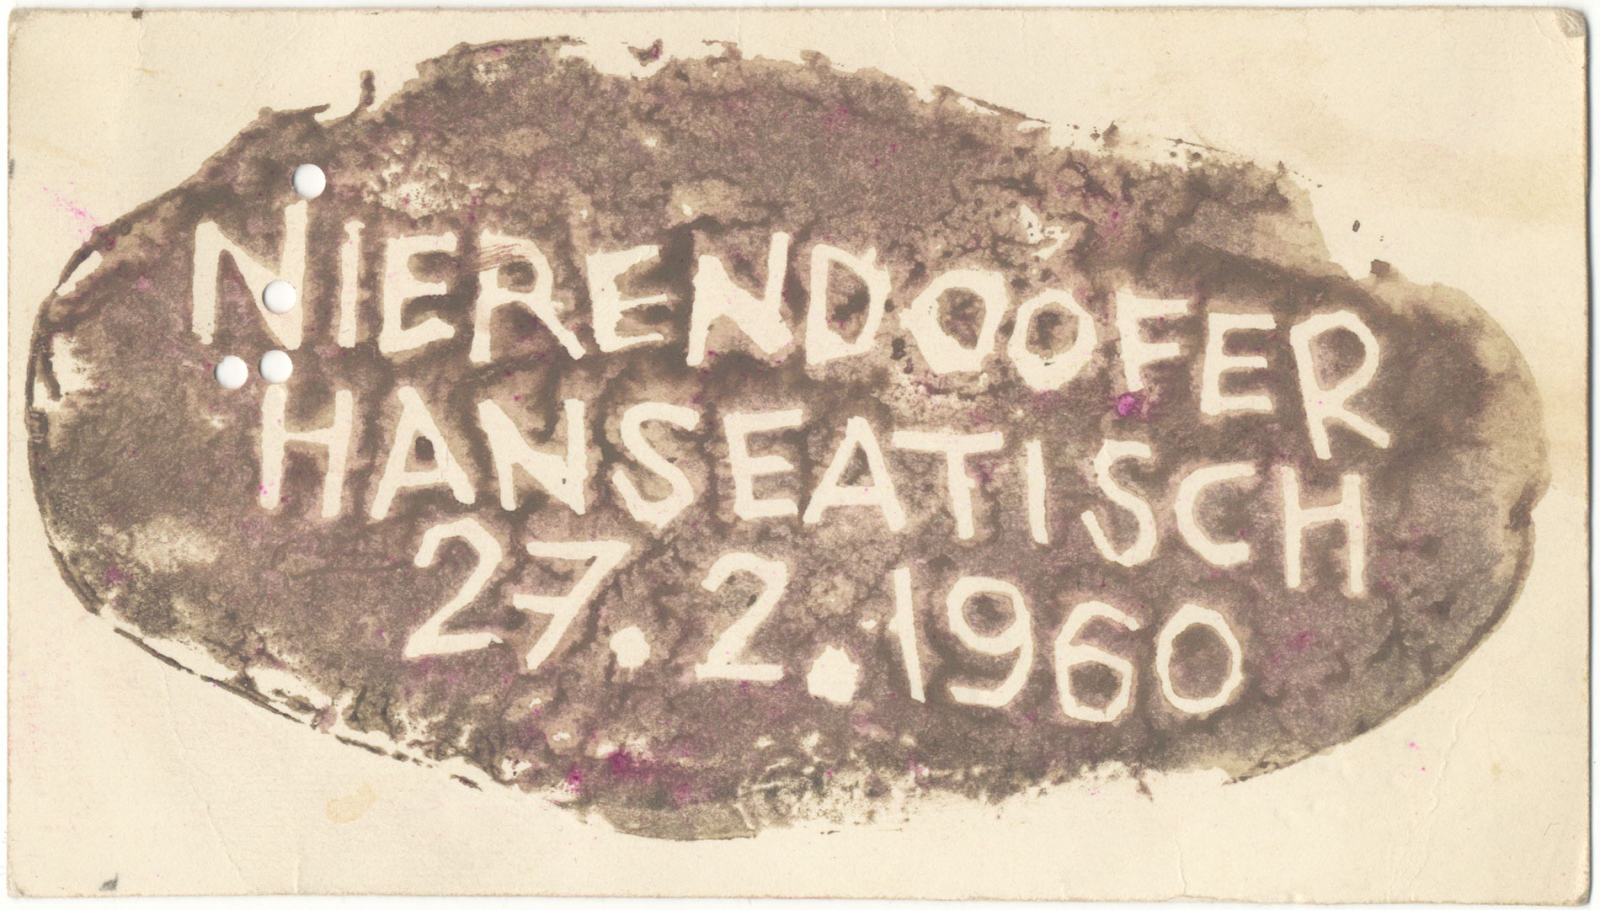 NIERENDOOFER
HANSEATISCH
27.2.1960